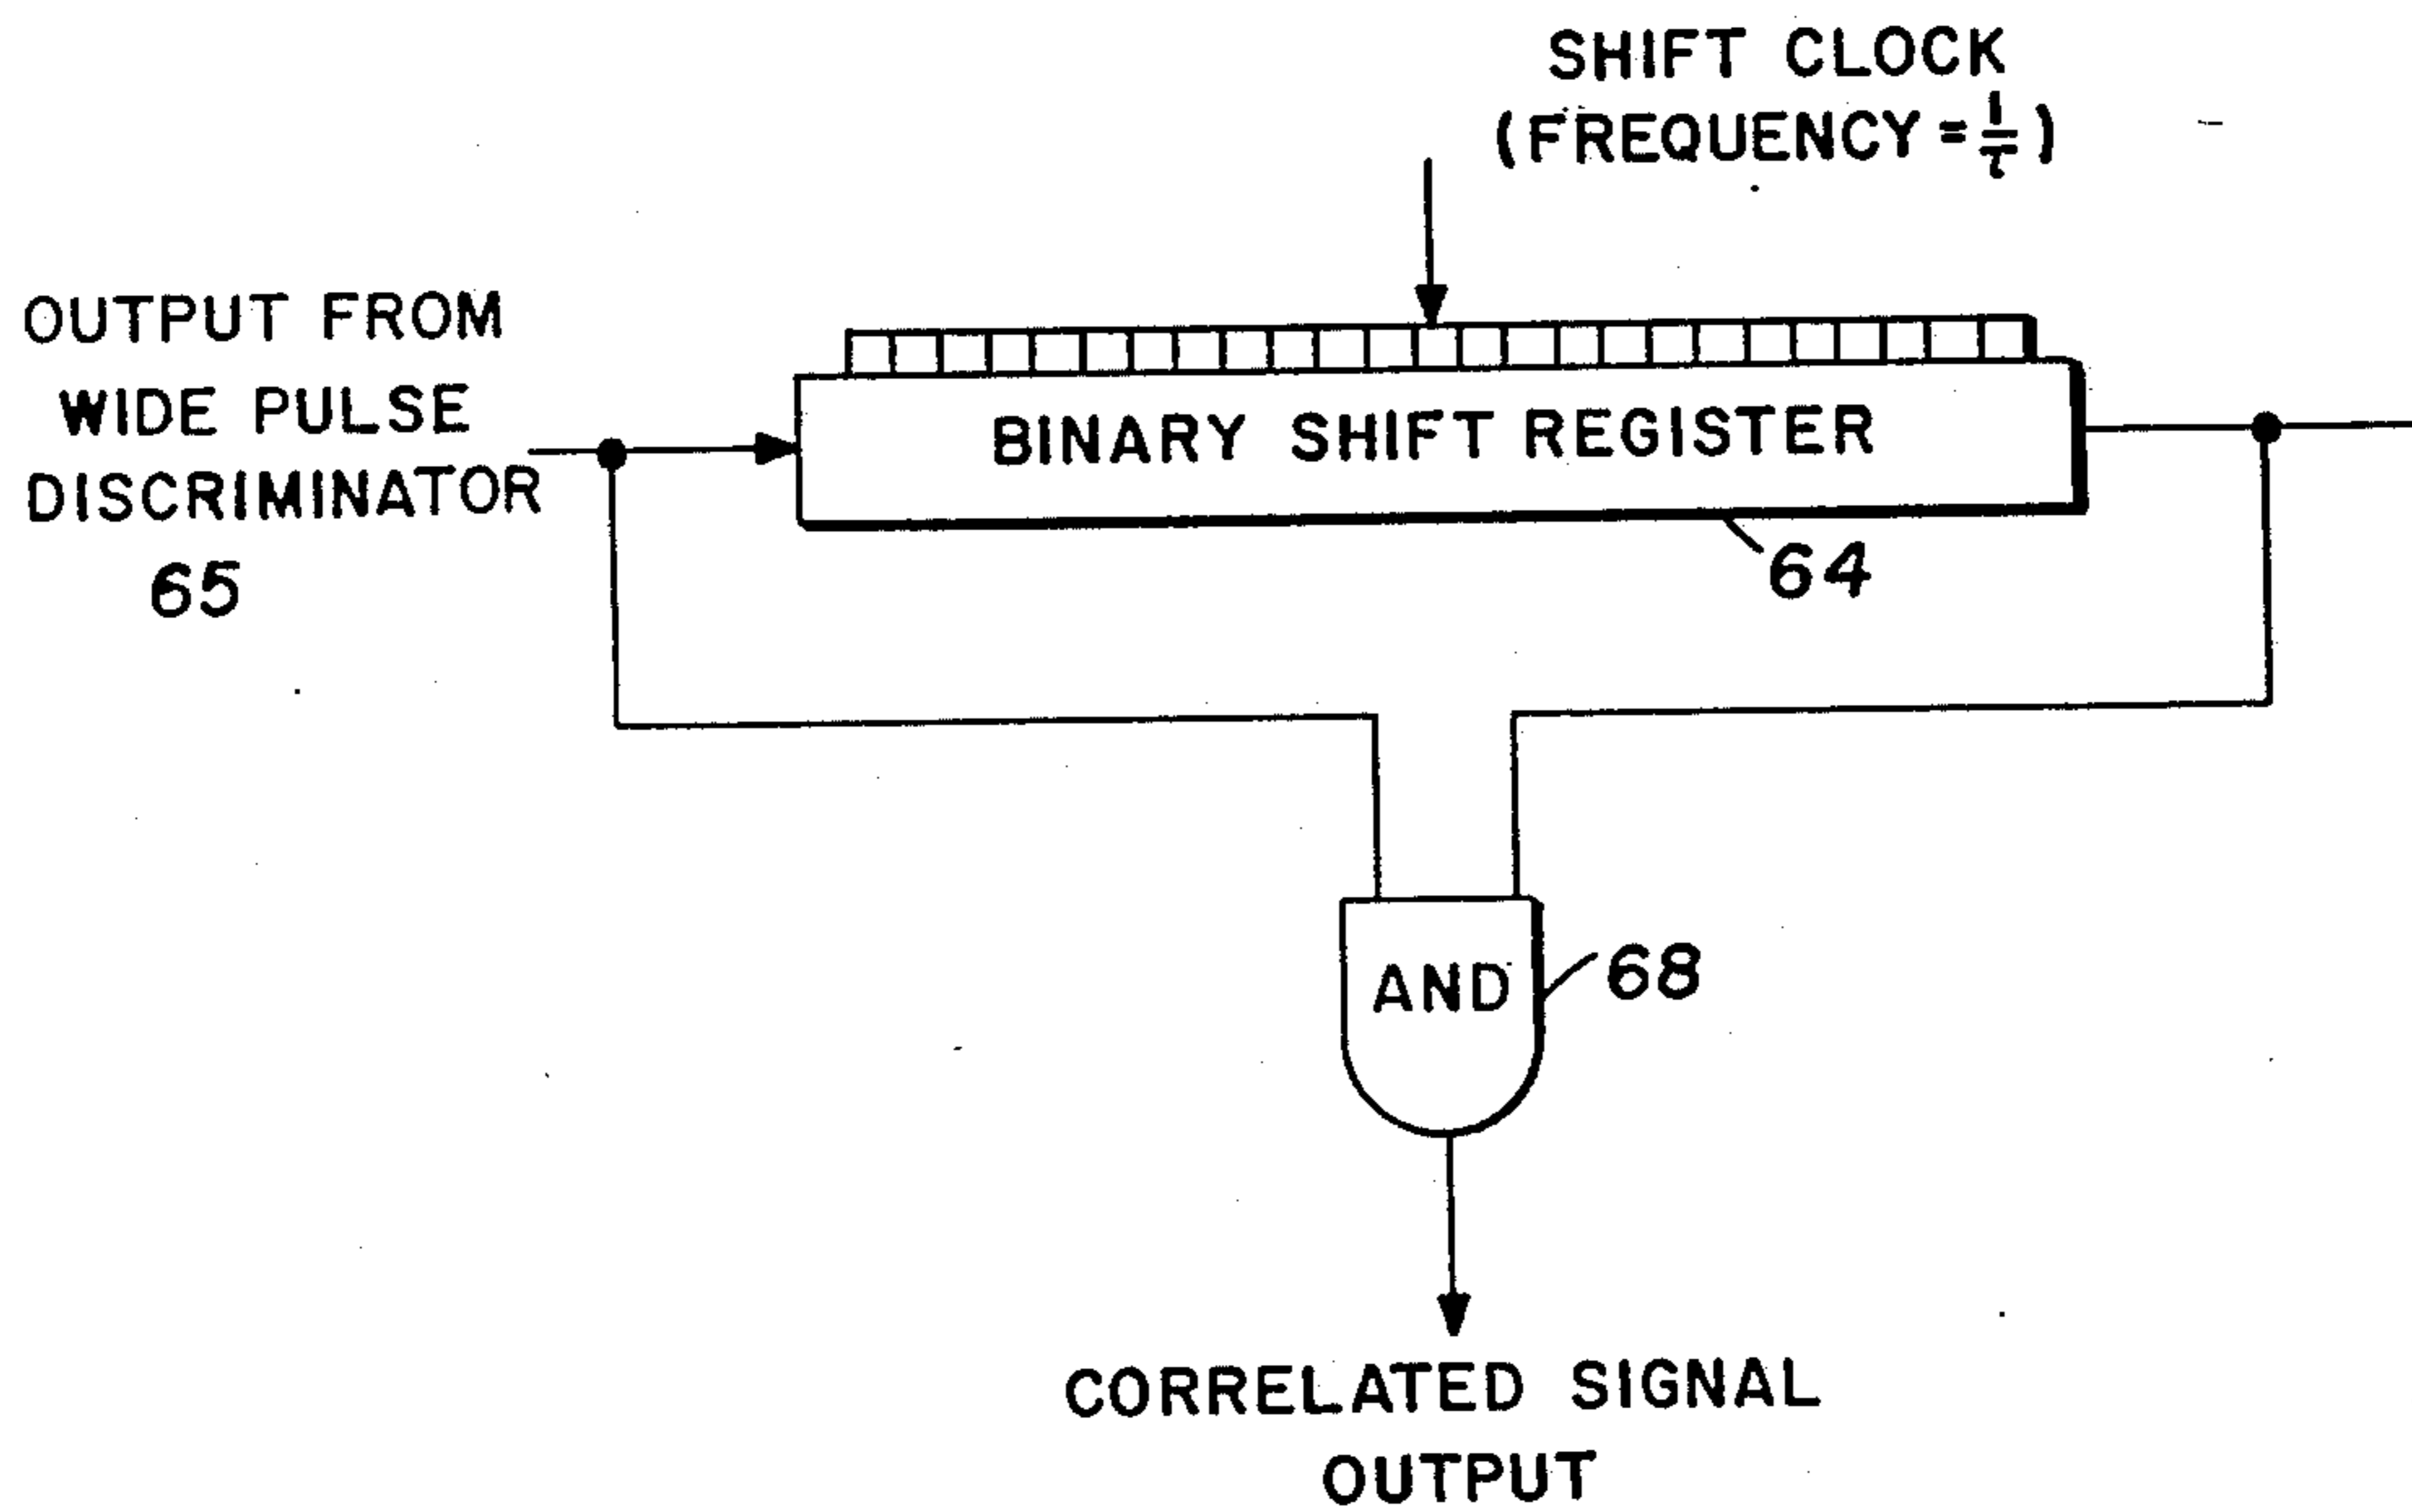 SHIFT CLOCK
(FREQUENCY = 1/τ)
OUTPUT FROM
WIDE PULSE
DISCRIMINATOR
65
BINARY SHIFT REGISTER
64
AND
68
CORRELATED SIGNAL
OUTPUT